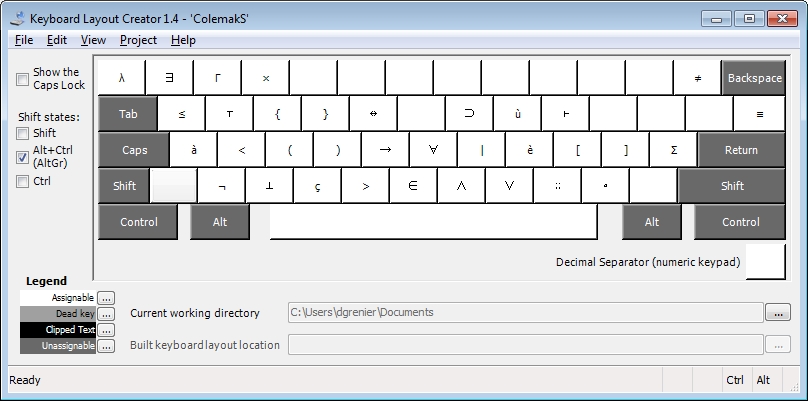 Keyboard Layout Creator 1.4 - 'ColemakS'
File Edit View Project Help
Show the
Caps Lock
λ ∃ Γ × ≠ Backspace
Shift states:
Shift
Alt+Ctrl
(AltGr)
Ctrl
Tab ≤ ⊤ { } ⇔ ⊃ ù ⊢ ≡
Caps à < ( ) → ∀ | è [ ] Σ Return
Shift ¬ ⊥ ç > ∈ ∧ ∨ Shift
Control Alt Alt Control
Decimal Separator (numeric keypad)
Legend
Assignable ...
Dead key ...
Clipped Text ...
Unassignable ...
Current working directory C:\Users\dgrenier\Documents ...
Built keyboard layout location ...
Ready Ctrl Alt